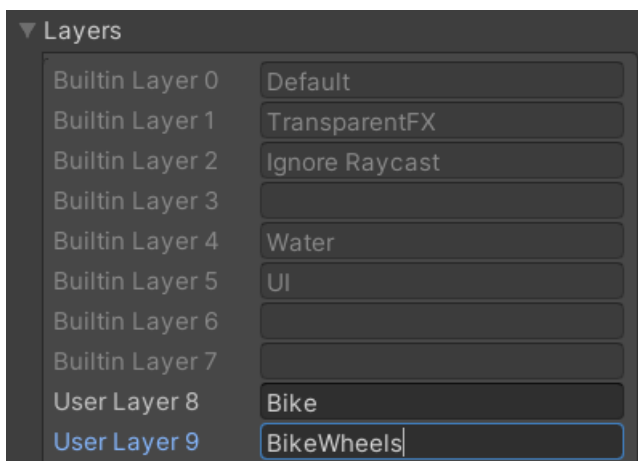 Layers
Builtin Layer 0 Default
Builtin Layer 1 TransparentFX
Builtin Layer 2 Ignore Raycast
Builtin Layer 3
Builtin Layer 4 Water
Builtin Layer 5 UI
Builtin Layer 6
Builtin Layer 7
User Layer 8 Bike
User Layer 9 BikeWheels